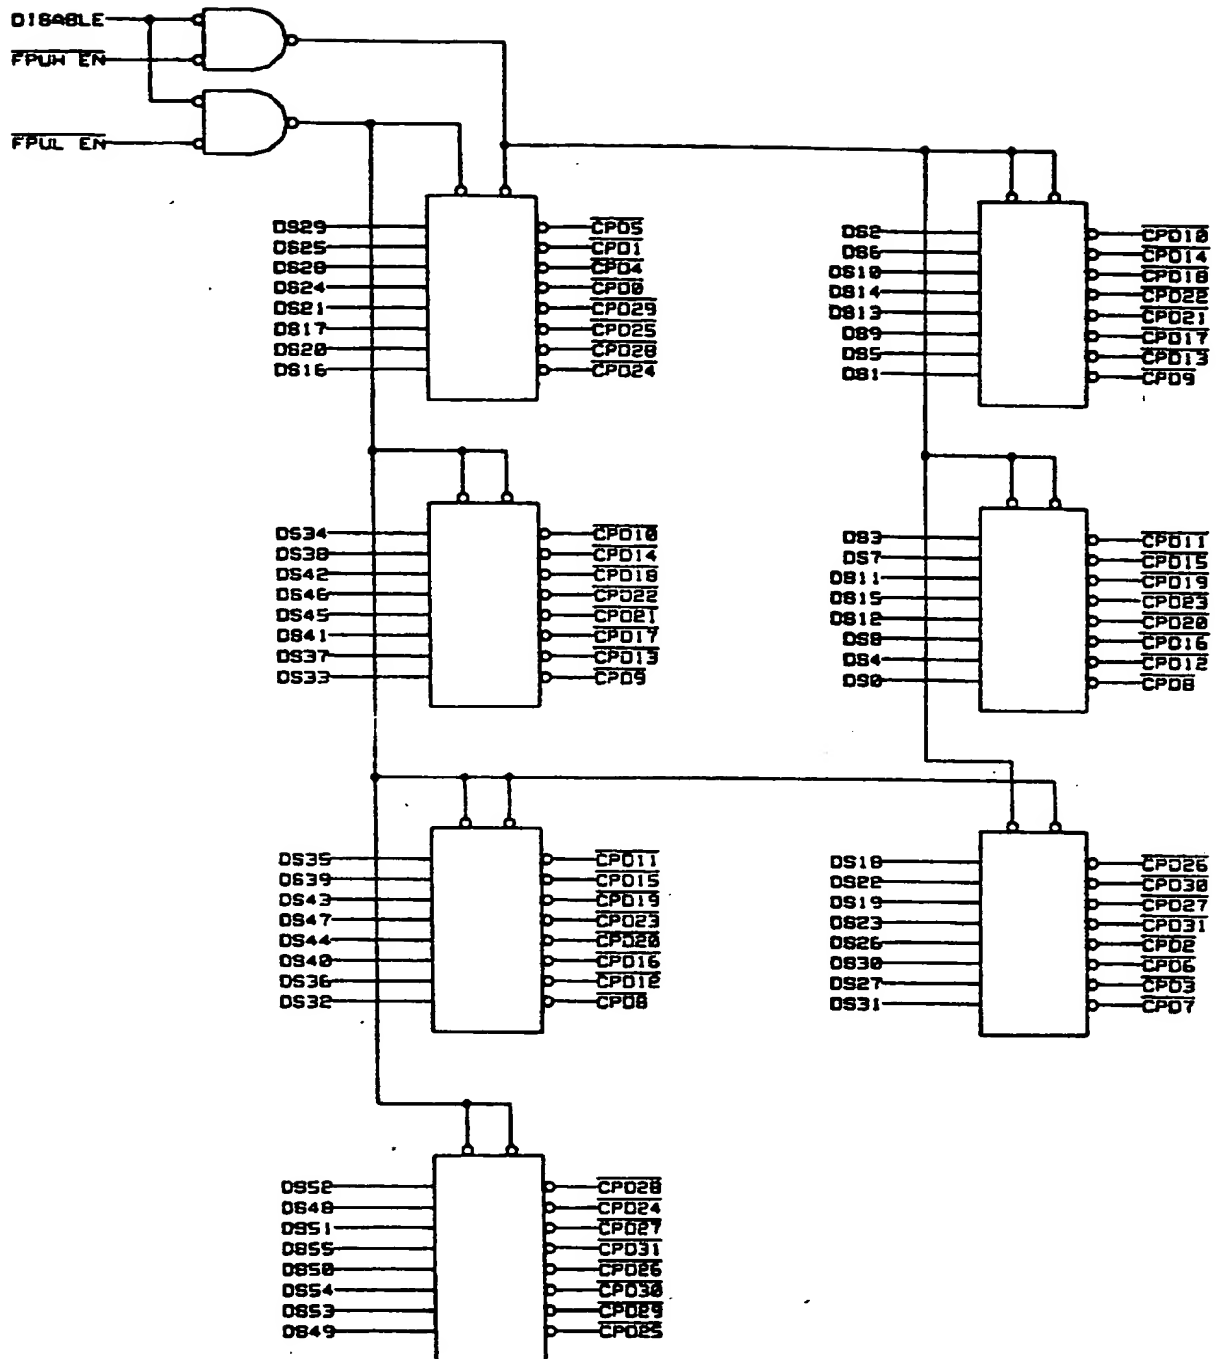 DISABLE
FPUH EN
FPUL EN
DS29 CPD5
DS25 CPD1
DS28 CPD4
DS24 CPD0
DS21 CPD29
DS17 CPD25
DS20 CPD28
DS16 CPD24
DS2 CPD10
DS6 CPD14
DS10 CPD18
DS14 CPD22
DS13 CPD21
DS9 CPD17
DS5 CPD13
DS1 CPD9
DS34 CPD10
DS38 CPD14
DS42 CPD18
DS46 CPD22
DS45 CPD21
DS41 CPD17
DS37 CPD13
DS33 CPD9
DS3 CPD11
DS7 CPD15
DS11 CPD19
DS15 CPD23
DS12 CPD20
DS8 CPD16
DS4 CPD12
DS0 CPD8
DS35 CPD11
DS39 CPD15
DS43 CPD19
DS47 CPD23
DS44 CPD20
DS40 CPD16
DS36 CPD12
DS32 CPD8
DS18 CPD26
DS22 CPD30
DS19 CPD27
DS23 CPD31
DS26 CPD2
DS30 CPD6
DS27 CPD3
DS31 CPD7
DS52 CPD28
DS48 CPD24
DS51 CPD27
DS55 CPD31
DS50 CPD26
DS54 CPD30
DS53 CPD29
DS49 CPD25